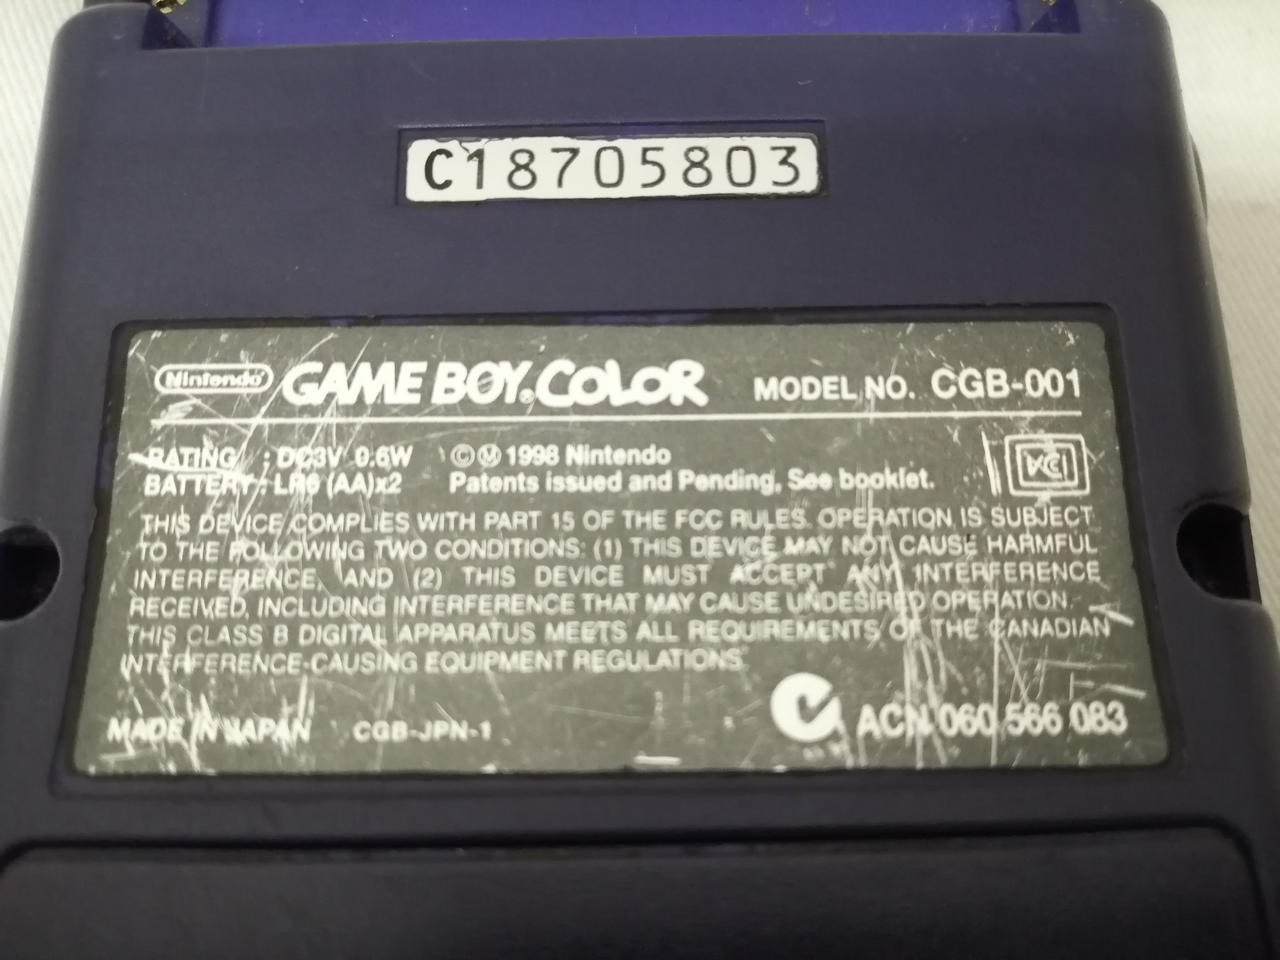 C18705803
Nintendo GAME BOY COLOR MODEL NO. CGB-001
RATING : DC3V 0.6W ©Ⓜ 1998 Nintendo
BATTERY : LR6 (AA)x2 Patents issued and Pending, See booklet. VCI
THIS DEVICE COMPLIES WITH PART 15 OF THE FCC RULES. OPERATION IS SUBJECT
TO THE FOLLOWING TWO CONDITIONS: (1) THIS DEVICE MAY NOT CAUSE HARMFUL
INTERFERENCE, AND (2) THIS DEVICE MUST ACCEPT ANY INTERFERENCE
RECEIVED, INCLUDING INTERFERENCE THAT MAY CAUSE UNDESIRED OPERATION.
THIS CLASS B DIGITAL APPARATUS MEETS ALL REQUIREMENTS OF THE CANADIAN
INTERFERENCE-CAUSING EQUIPMENT REGULATIONS.
MADE IN JAPAN CGB-JPN-1 ACN 060 566 083